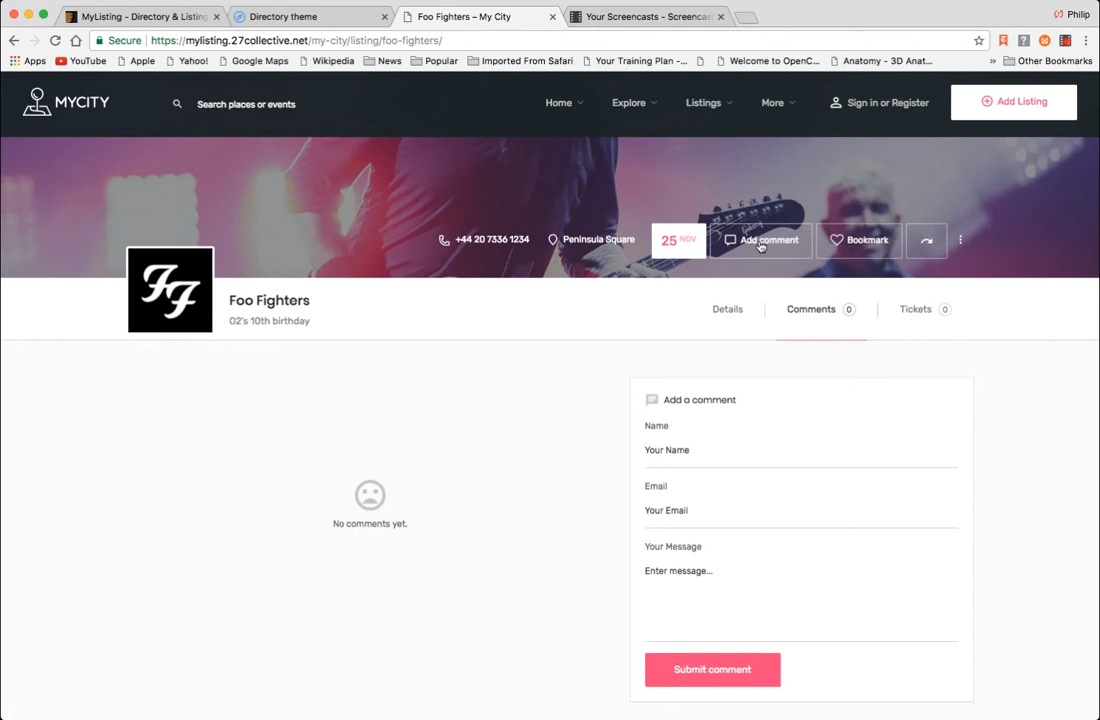 MyListing - Directory & Listing
Directory theme
Foo Fighters – My City
Your Screencasts - Screencast
Philip
Secure
https://mylisting.27collective.net/my-city/listing/foo-fighters/
Apps
YouTube
Apple
Yahoo!
Google Maps
Wikipedia
News
Popular
Imported From Safari
Your Training Plan -...
Welcome to OpenC...
Anatomy - 3D Anat...
»
Other Bookmarks
MYCITY
Search places or events
Home
Explore
Listings
More
Sign in or Register
Add Listing
+44 20 7336 1234
Peninsula Square
25 NOV
Add comment
Bookmark
FF
Foo Fighters
O2's 10th birthday
Details
Comments 0
Tickets 0
Add a comment
Name
Your Name
Email
Your Email
Your Message
Enter message...
No comments yet.
Submit comment